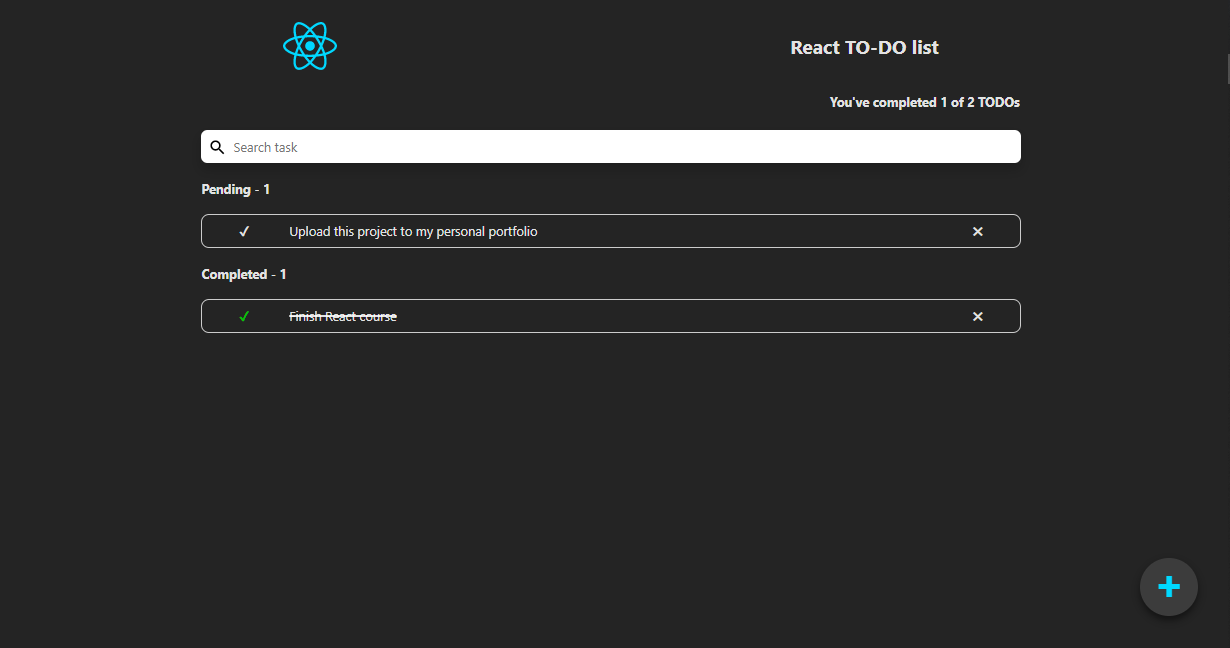 React TO-DO list
You've completed 1 of 2 TODOs
Search task
Pending - 1
✓ Upload this project to my personal portfolio ✕
Completed - 1
✓ Finish React course ✕